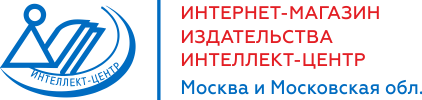 ИНТЕЛЛЕКТ-ЦЕНТР
ИНТЕРНЕТ-МАГАЗИН
ИЗДАТЕЛЬСТВА
ИНТЕЛЛЕКТ-ЦЕНТР
Москва и Московская обл.